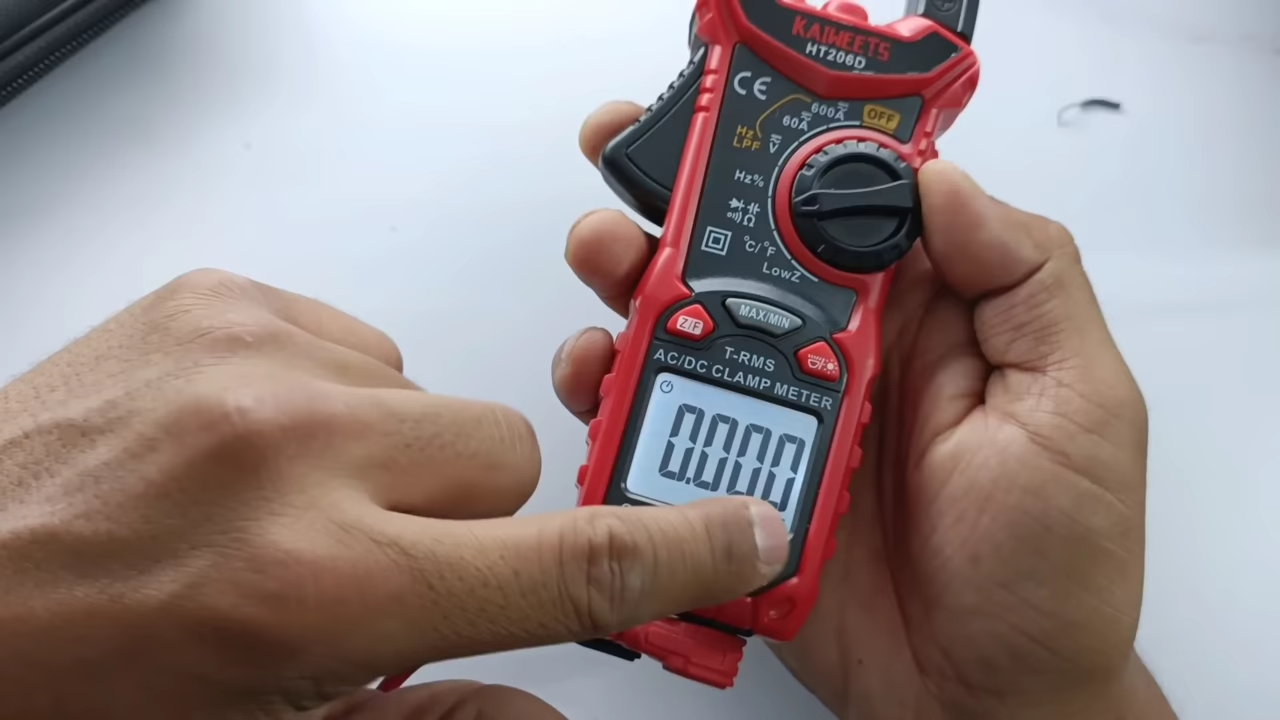 KAIWEETS
HT206D
CE
600A
OFF
60A
Hz
LPF
V
Hz%
Ω
°C/°F
LowZ
MAX/MIN
Z/F
T-RMS
AC/DC CLAMP METER
0.000